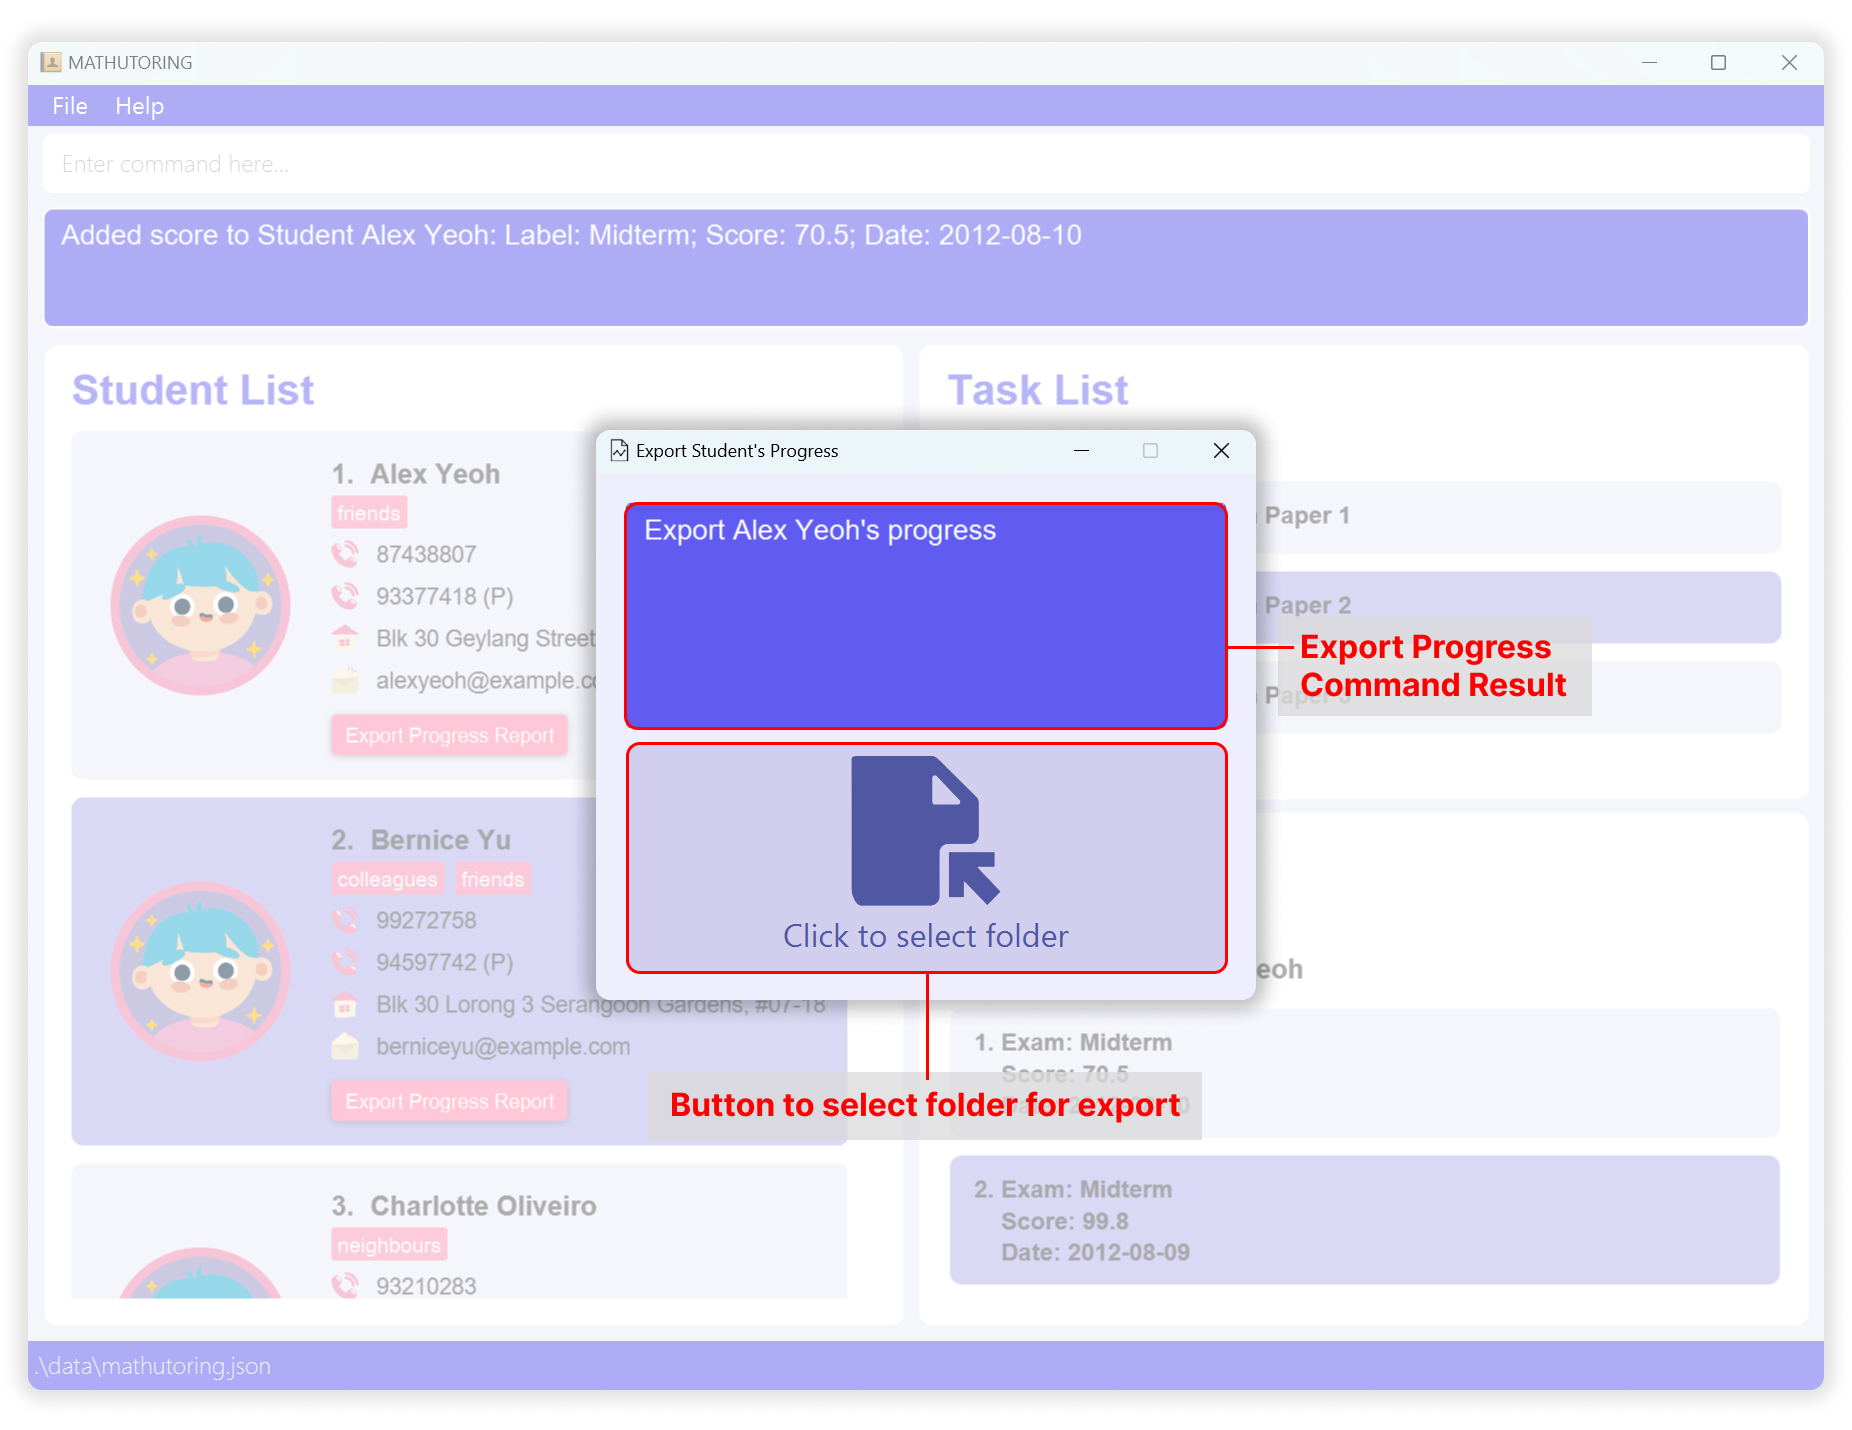 MATHUTORING
File Help
Enter command here...
Added score to Student Alex Yeoh: Label: Midterm; Score: 70.5; Date: 2012-08-10
Student List
1. Alex Yeoh
friends
87438807
93377418 (P)
Blk 30 Geylang Street
alexyeoh@example.co
Export Progress Report
2. Bernice Yu
colleagues friends
99272758
94597742 (P)
Blk 30 Lorong 3 Serangoon Gardens, #07-18
berniceyu@example.com
Export Progress Report
3. Charlotte Oliveiro
neighbours
93210283
Export Student's Progress
Export Alex Yeoh's progress
Click to select folder
Export Progress
Command Result
Button to select folder for export
Task List
Paper 1
Paper 2
eoh
1. Exam: Midterm
Score: 70.5
2. Exam: Midterm
Score: 99.8
Date: 2012-08-09
.\data\mathutoring.json